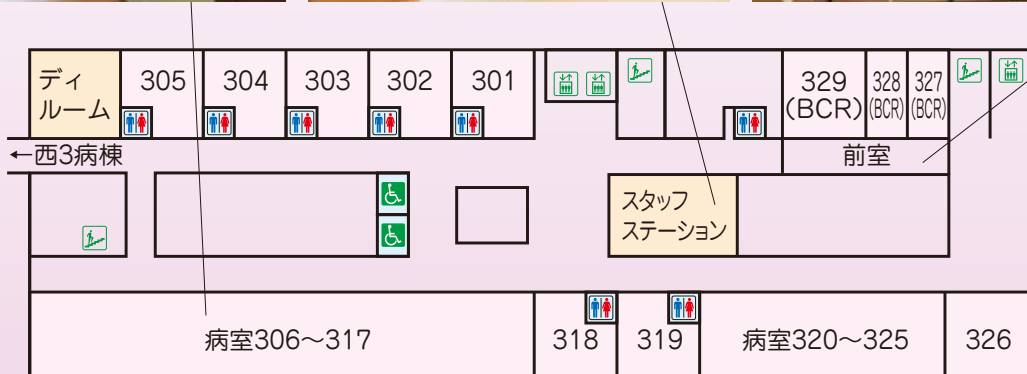 ディ
ルーム
305
304
303
302
301
329
(BCR)
328
(BCR)
327
(BCR)
←西3病棟
前室
スタッフ
ステーション
病室306〜317
318
319
病室320〜325
326